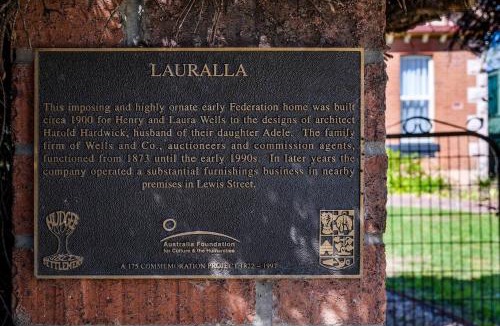 LAURALLA
This imposing and highly ornate early Federation home was built
circa 1900 for Henry and Laura Wells to the designs of architect
Harold Hardwick, husband of their daughter Adele. The family
firm of Wells and Co., auctioneers and commission agents,
functioned from 1873 until the early 1990s. In later years the
company operated a substantial furnishings business in nearby
premises in Lewis Street.
MUDGEE
SETTLEMENT
Australia Foundation
for Culture & the Humanities
A 175 COMMEMORATION PROJECT 1822 – 1997